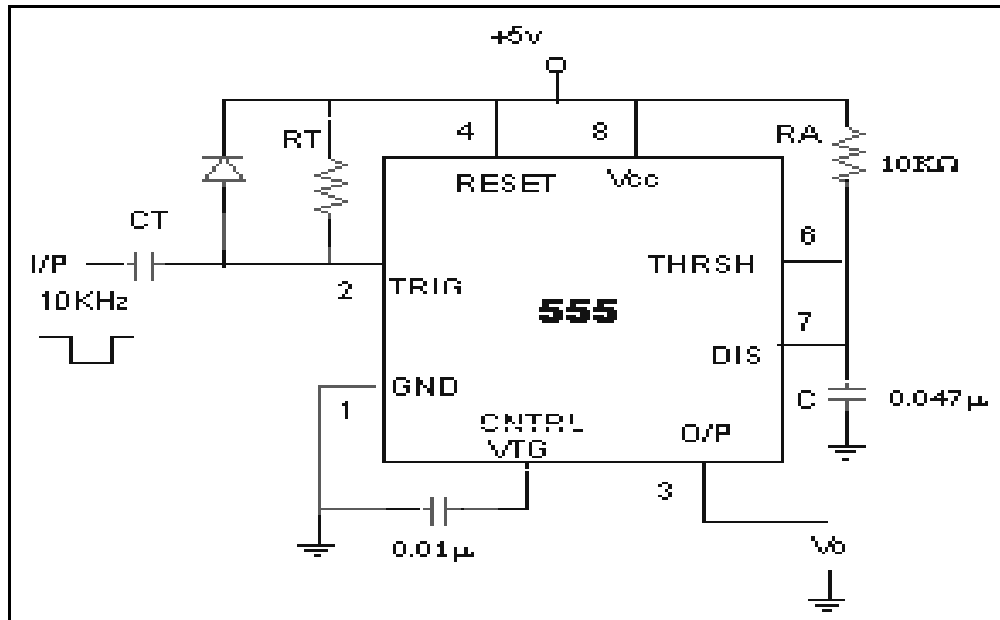 +5v
4
8
RT
RA
10KΩ
RESET
Vcc
CT
6
I/P
THRSH
2
TRIG
10KHz
555
7
DIS
GND
1
C
0.047µ
CNTRL
VTG
O/P
3
0.01µ
Vo